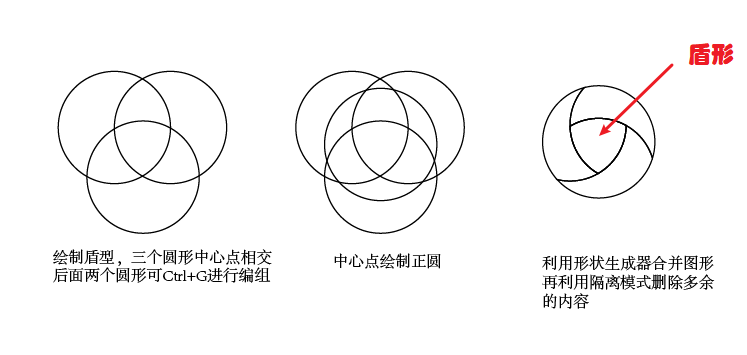 盾形
绘制盾型，三个圆形中心点相交
后面两个圆形可Ctrl+G进行编组
中心点绘制正圆
利用形状生成器合并图形
再利用隔离模式删除多余
的内容